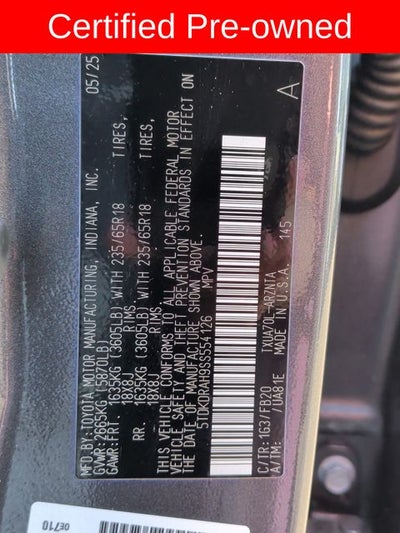 Certified Pre-owned
MFD.BY:TOYOTA MOTOR MANUFACTURING, INDIANA, INC. 05/25
GVWR:2665KG (5870LB)
GAWR:FRT. 1635KG (3605LB) WITH 235/65R18 TIRES,
18X8J RIMS
RR. 1635KG (3605LB) WITH 235/65R18 TIRES,
18X8J RIMS
THIS VEHICLE CONFORMS TO ALL APPLICABLE FEDERAL MOTOR
VEHICLE SAFETY AND THEFT PREVENTION STANDARDS IN EFFECT ON
THE DATE OF MANUFACTURE SHOWN ABOVE.
5TDKDRAH9SS554126 MPV
C/TR:1G3/FB20 TXUA70L-ARZNTA
A/TM: /UA81E MADE IN U.S.A. 145
A
0E710